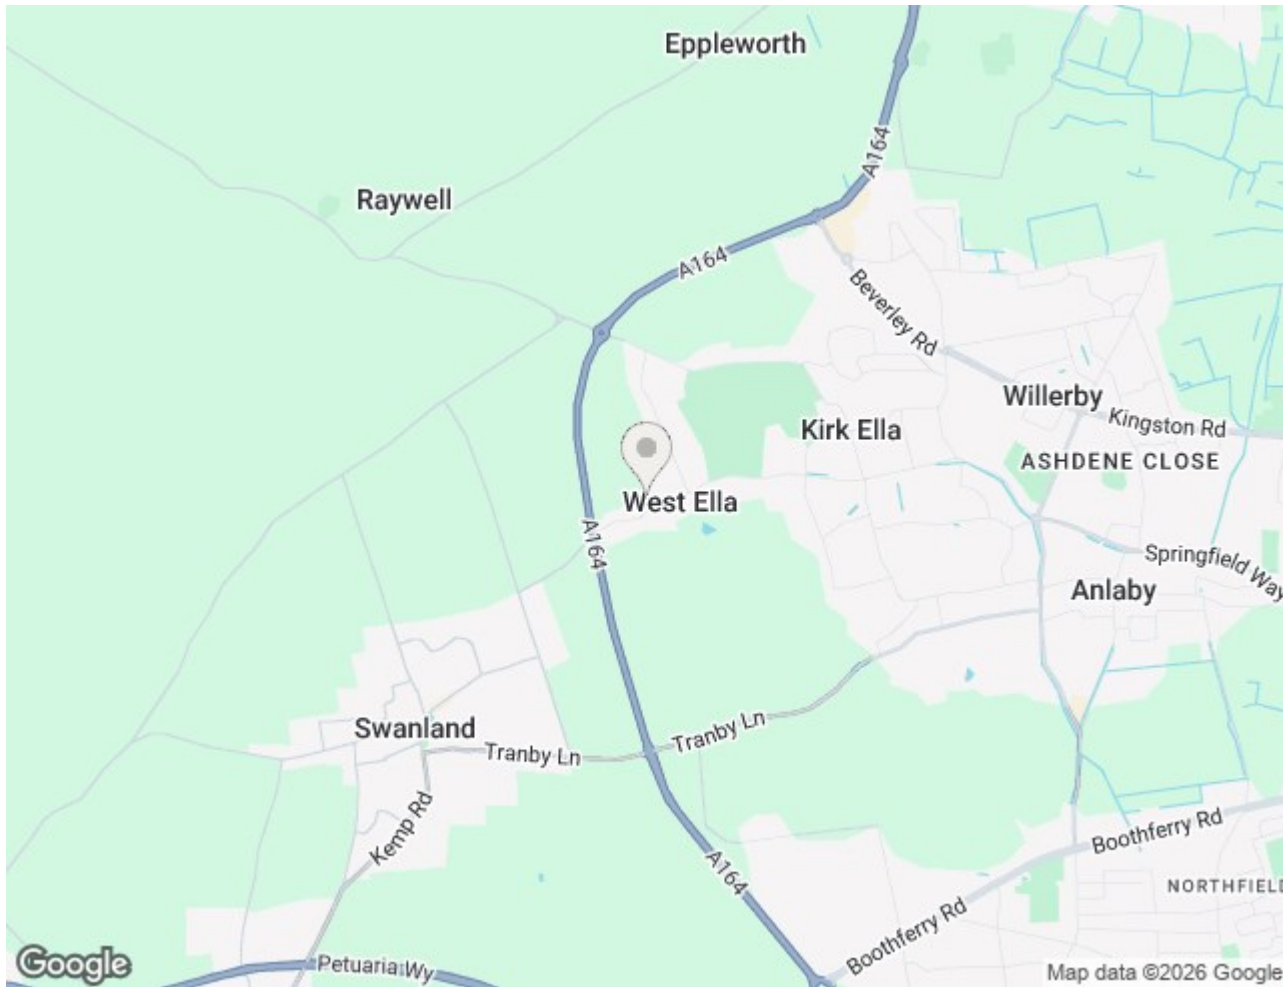 Eppleworth
A164
Raywell
A164
Beverley Rd
Willerby
Kingston Rd
Kirk Ella
ASHDENE CLOSE
West Ella
A164
Springfield Way
Anlaby
Swanland
Tranby Ln
Tranby Ln
Kemp Rd
Boothferry Rd
A164
NORTHFIELD
Boothferry Rd
Petuaria Wy
Google
Map data ©2026 Google